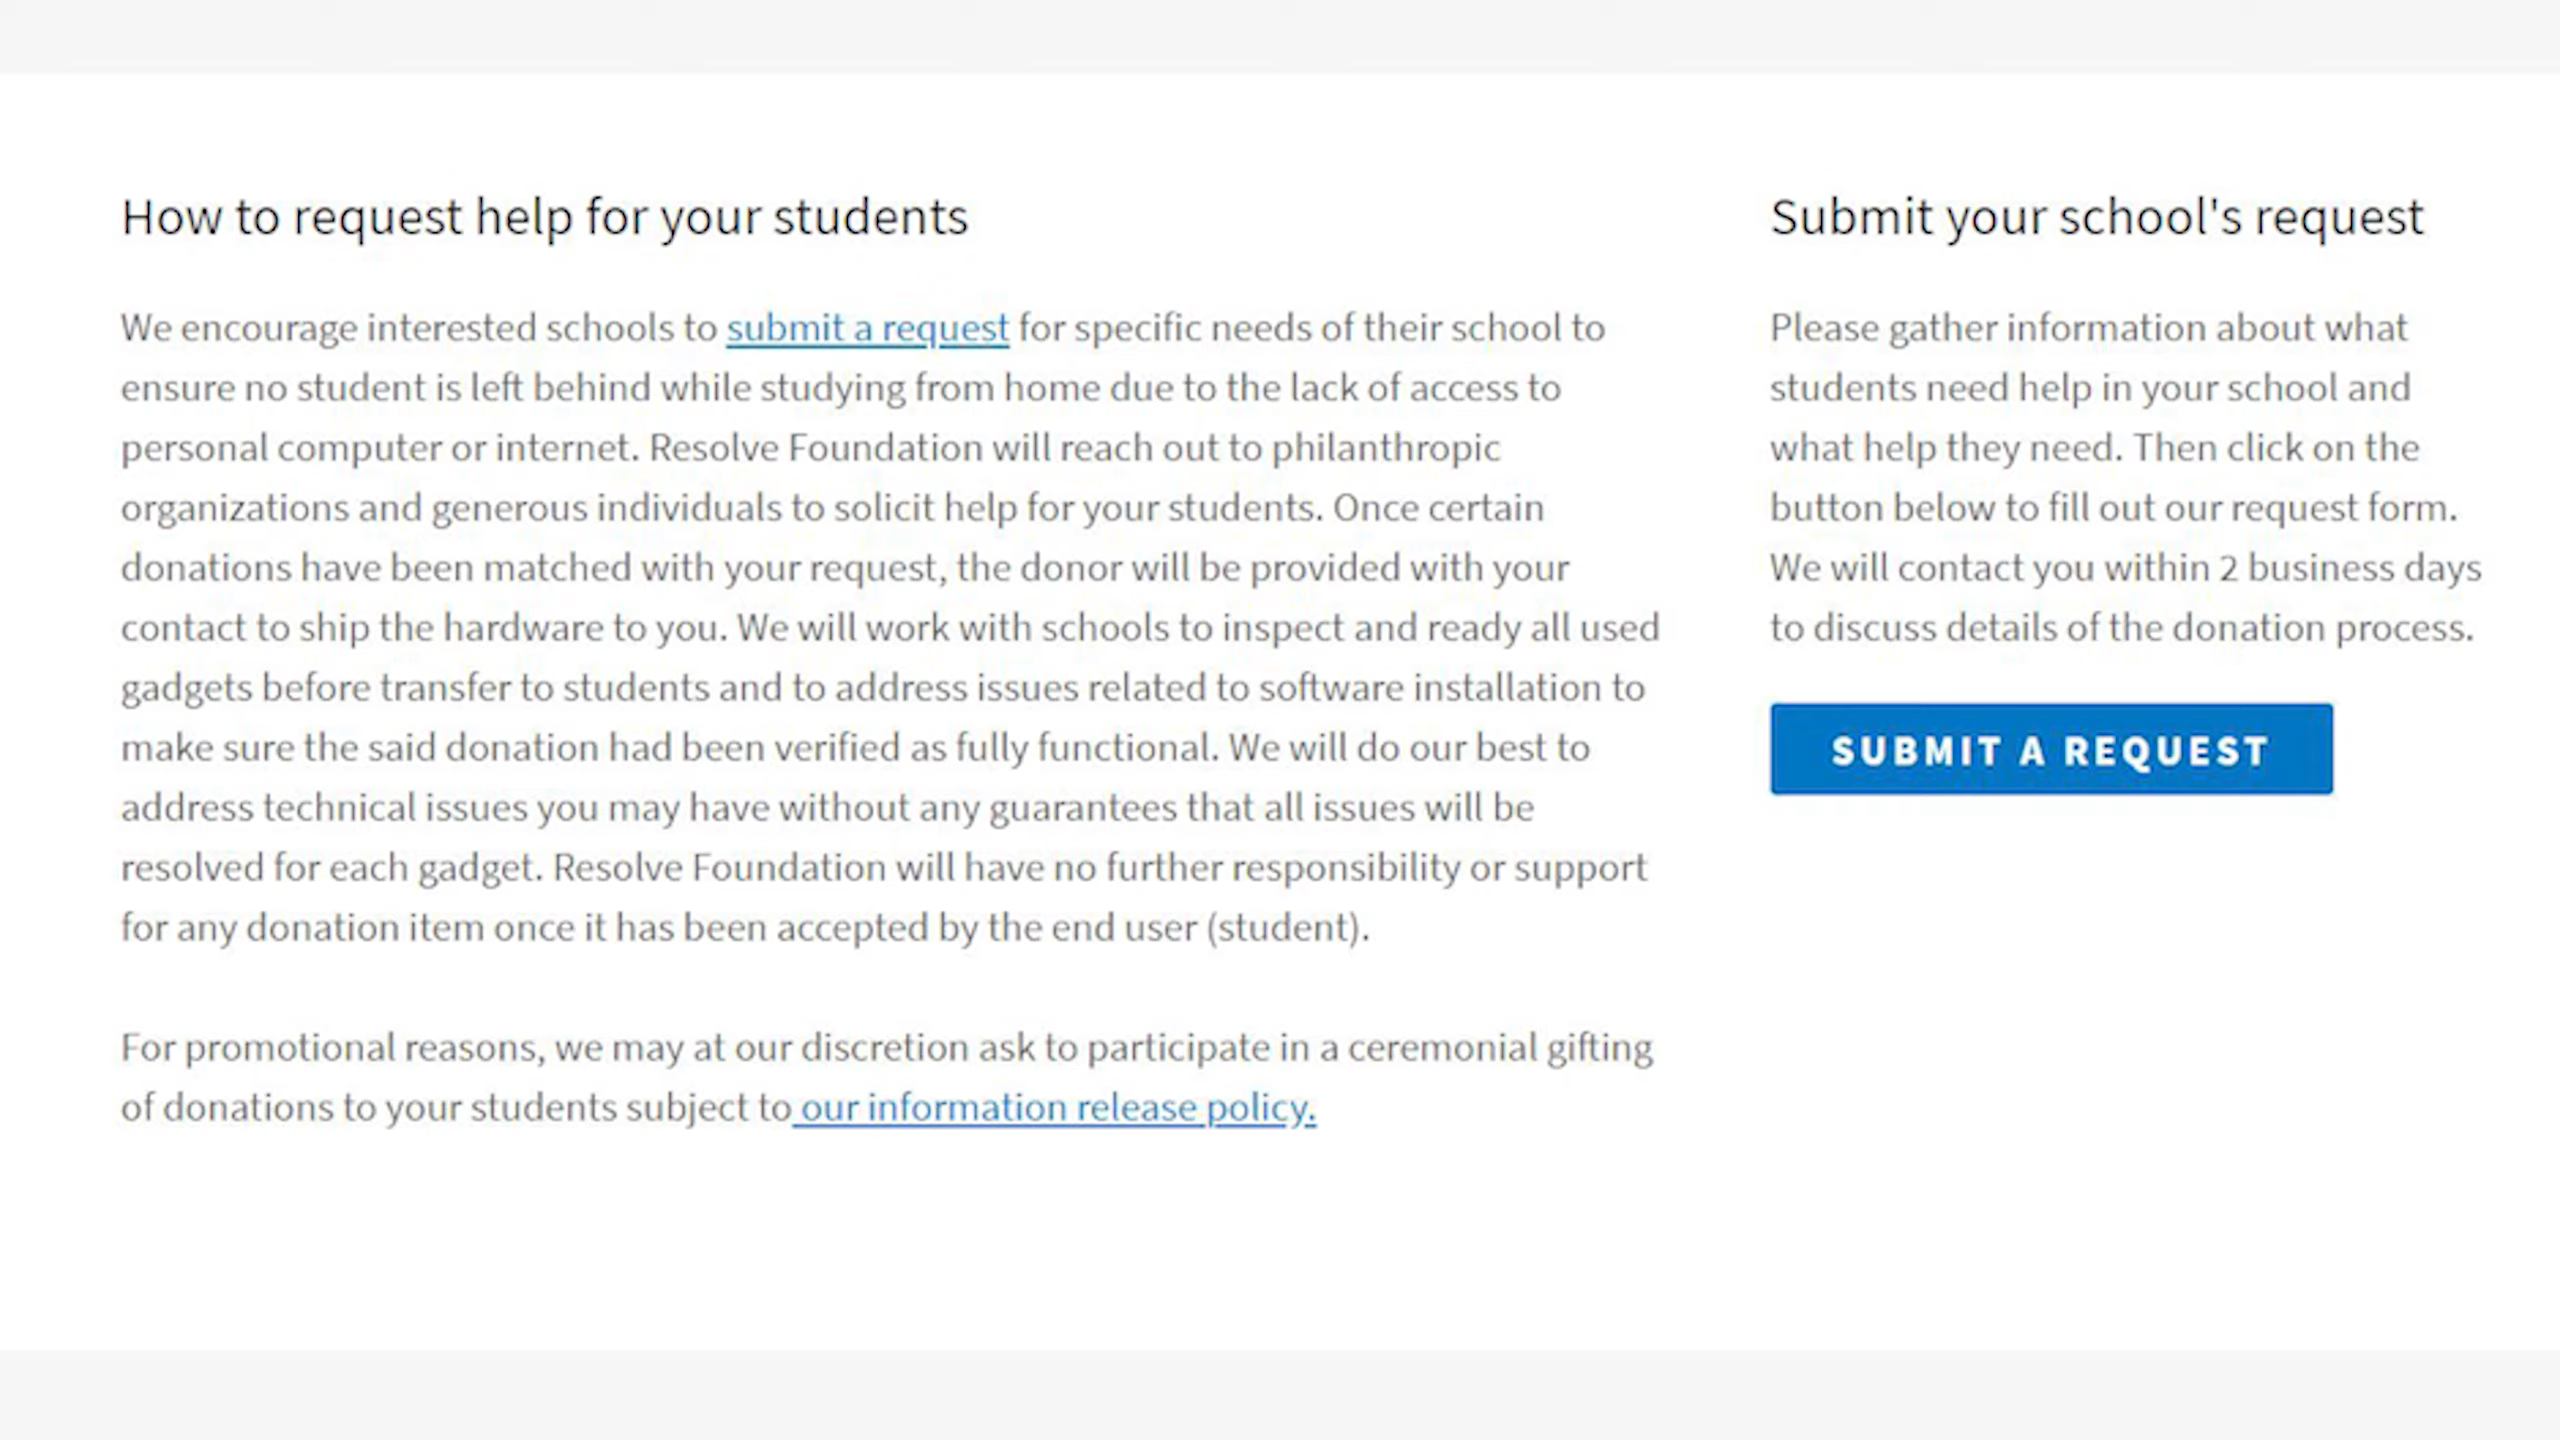 How to request help for your students
We encourage interested schools to submit a request for specific needs of their school to
ensure no student is left behind while studying from home due to the lack of access to
personal computer or internet. Resolve Foundation will reach out to philanthropic
organizations and generous individuals to solicit help for your students. Once certain
donations have been matched with your request, the donor will be provided with your
contact to ship the hardware to you. We will work with schools to inspect and ready all used
gadgets before transfer to students and to address issues related to software installation to
make sure the said donation had been verified as fully functional. We will do our best to
address technical issues you may have without any guarantees that all issues will be
resolved for each gadget. Resolve Foundation will have no further responsibility or support
for any donation item once it has been accepted by the end user (student).
For promotional reasons, we may at our discretion ask to participate in a ceremonial gifting
of donations to your students subject to our information release policy.
Submit your school's request
Please gather information about what
students need help in your school and
what help they need. Then click on the
button below to fill out our request form.
We will contact you within 2 business days
to discuss details of the donation process.
SUBMIT A REQUEST